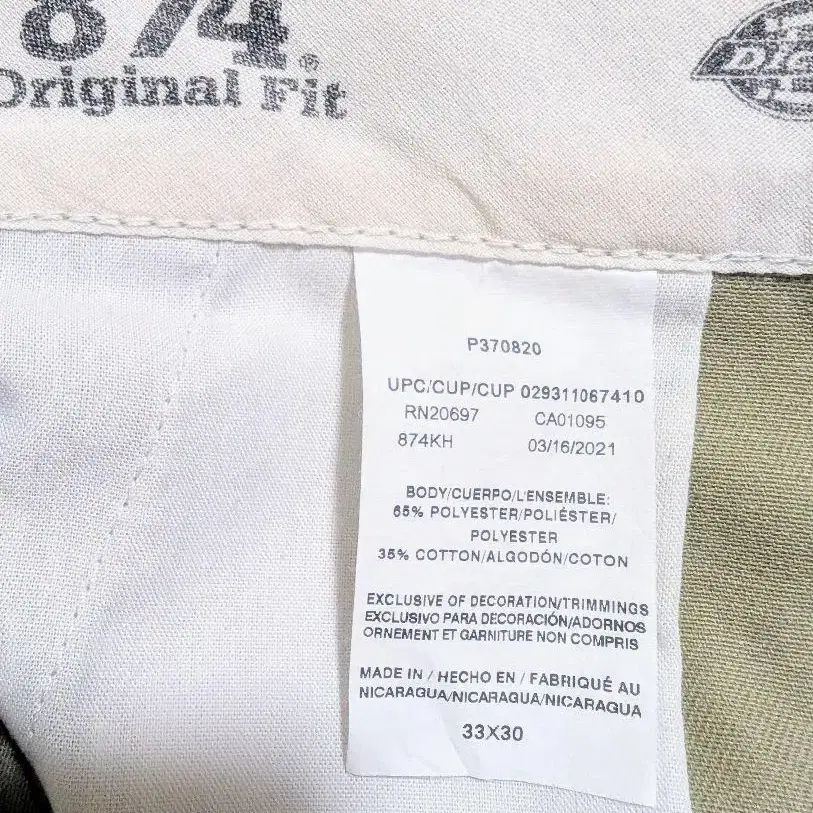 874®
Original Fit
P370820
UPC/CUP/CUP 029311067410
RN20697 CA01095
874KH 03/16/2021
BODY/CUERPO/L'ENSEMBLE:
65% POLYESTER/POLIÉSTER/
POLYESTER
35% COTTON/ALGODÓN/COTON
EXCLUSIVE OF DECORATION/TRIMMINGS
EXCLUSIVO PARA DECORACIÓN/ADORNOS
ORNEMENT ET GARNITURE NON COMPRIS
MADE IN / HECHO EN / FABRIQUÉ AU
NICARAGUA/NICARAGUA/NICARAGUA
33X30